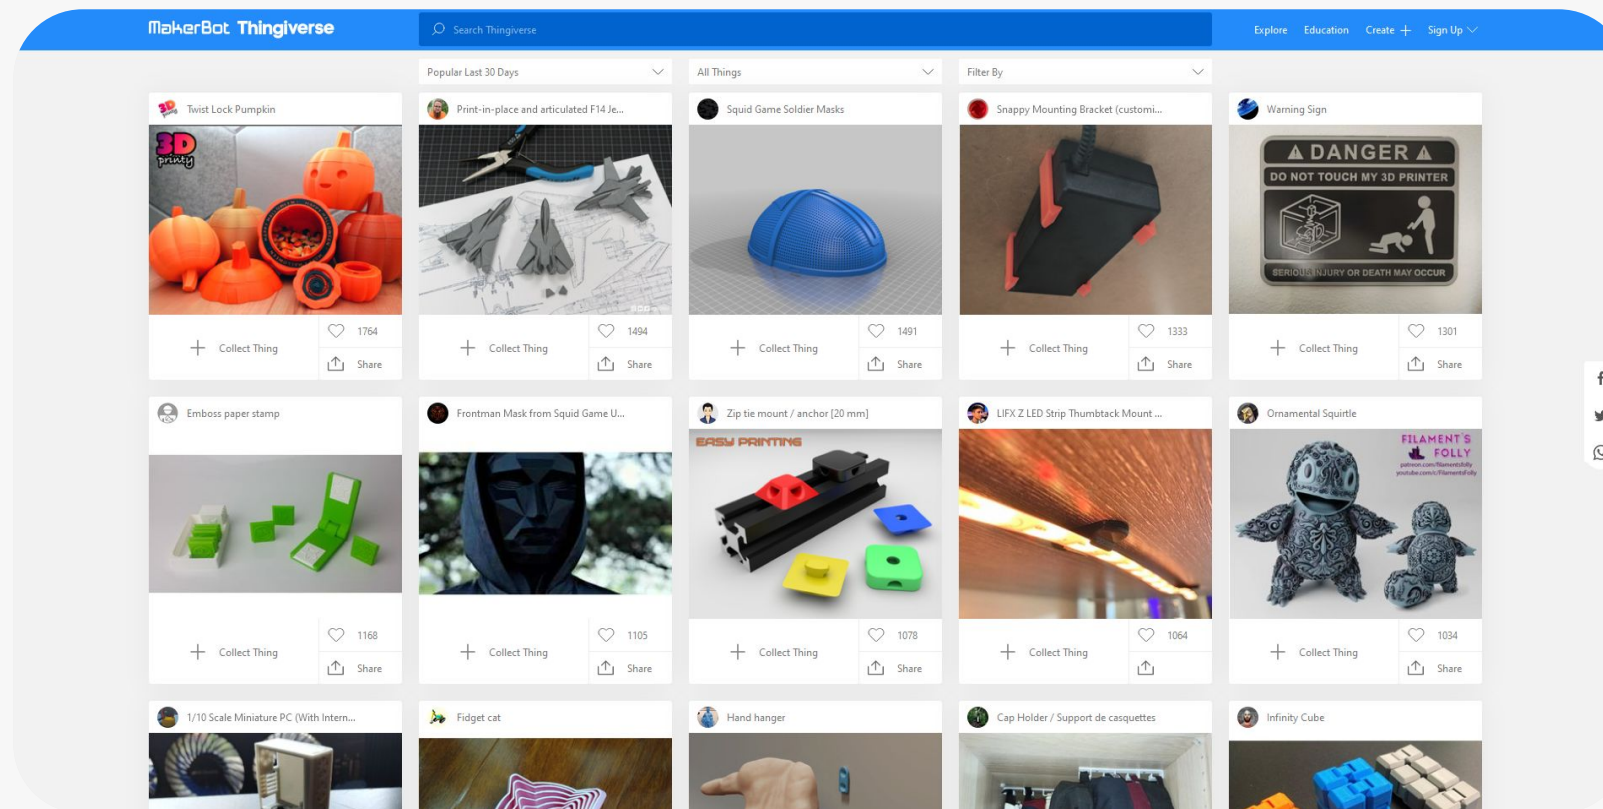 MakerBot Thingiverse
Search Thingiverse
Explore
Education
Create
Sign Up
Popular Last 30 Days
All Things
Filter By
Twist Lock Pumpkin
Print-in-place and articulated F14 Je...
Squid Game Soldier Masks
Snappy Mounting Bracket (customi...
Warning Sign
3D
printy
DANGER
DO NOT TOUCH MY 3D PRINTER
SERIOUS INJURY OR DEATH MAY OCCUR
Collect Thing
1764
Share
Collect Thing
1494
Share
Collect Thing
1491
Share
Collect Thing
1333
Share
Collect Thing
1301
Share
Emboss paper stamp
Frontman Mask from Squid Game U...
Zip tie mount / anchor [20 mm]
LIFX Z LED Strip Thumbtack Mount ...
Ornamental Squirtle
EASY PRINTING
FILAMENT'S
FOLLY
patreon.com/filamentsfolly
youtube.com/c/FilamentsFolly
Collect Thing
1168
Share
Collect Thing
1105
Share
Collect Thing
1078
Share
Collect Thing
1064
Collect Thing
1034
Share
1/10 Scale Miniature PC (With Intern...
Fidget cat
Hand hanger
Cap Holder / Support de casquettes
Infinity Cube